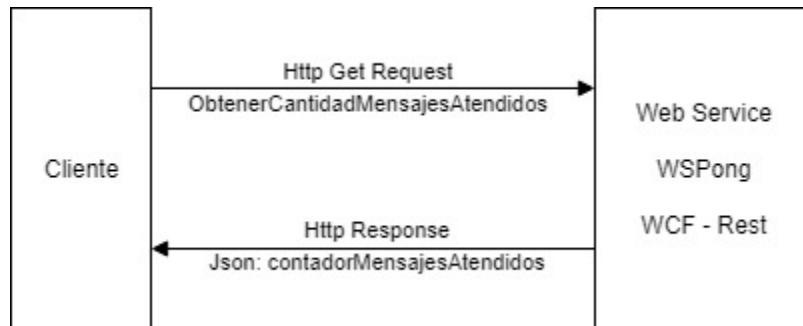 Cliente
Http Get Request
ObtenerCantidadMensajesAtendidos
Http Response
Json: contadorMensajesAtendidos
Web Service
WSPong
WCF - Rest